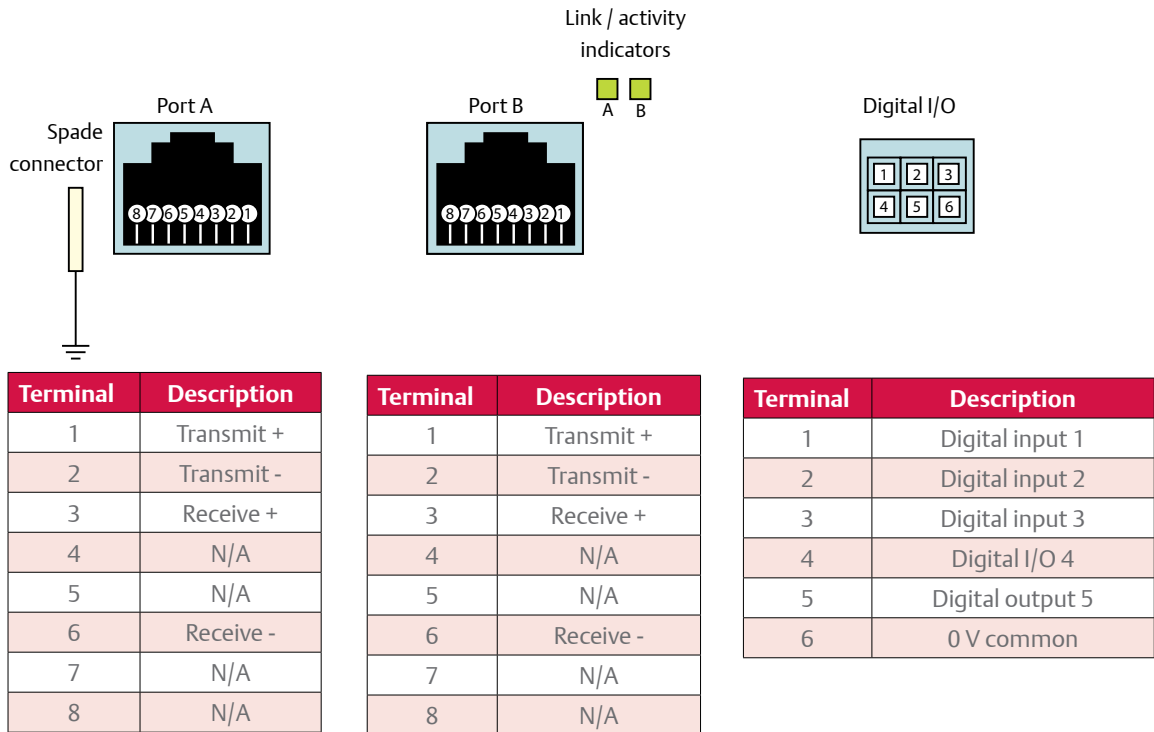 Link / activity
indicators
A B
Port A
Port B
Digital I/O
Spade
connector
8 7 6 5 4 3 2 1
8 7 6 5 4 3 2 1
1 2 3
4 5 6
Terminal Description
1 Transmit +
2 Transmit -
3 Receive +
4 N/A
5 N/A
6 Receive -
7 N/A
8 N/A
Terminal Description
1 Transmit +
2 Transmit -
3 Receive +
4 N/A
5 N/A
6 Receive -
7 N/A
8 N/A
Terminal Description
1 Digital input 1
2 Digital input 2
3 Digital input 3
4 Digital I/O 4
5 Digital output 5
6 0 V common